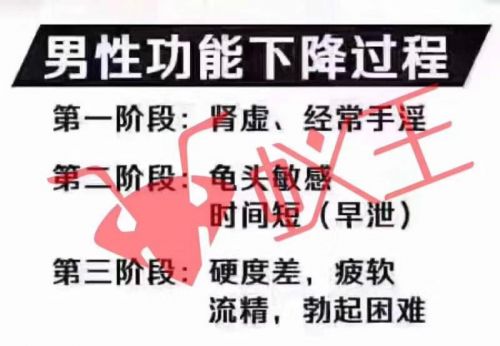 男性功能下降过程
第一阶段：肾虚、经常手淫
第二阶段：龟头敏感
时间短（早泄）
第三阶段：硬度差，疲软
流精，勃起困难
蚁王